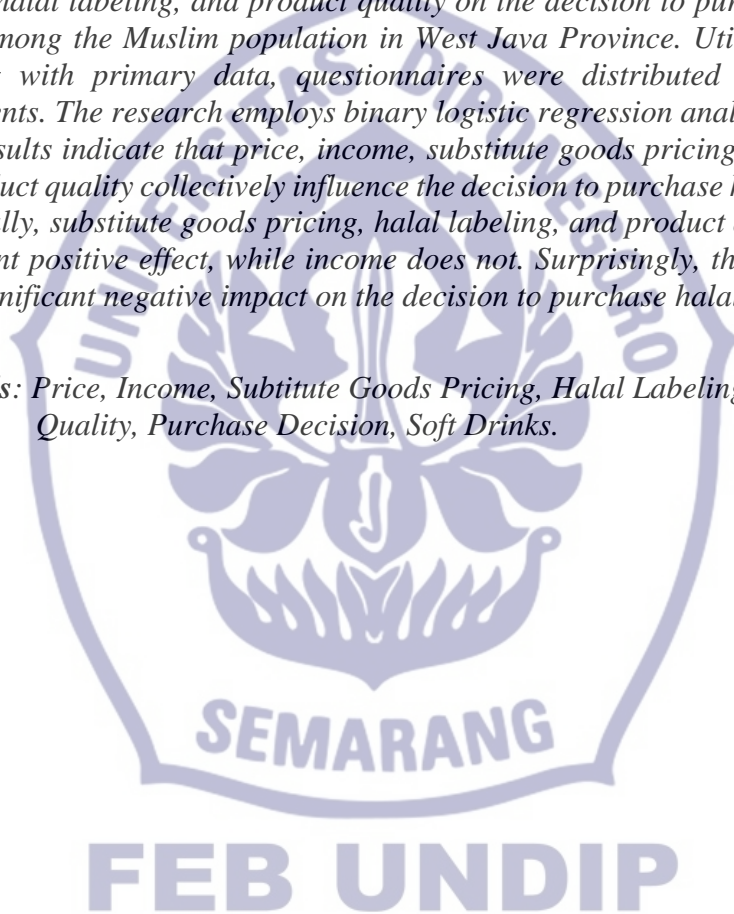 halal labeling, and product quality on the decision to pur
mong the Muslim population in West Java Province. Uti
with primary data, questionnaires were distributed
nts. The research employs binary logistic regression anal
sults indicate that price, income, substitute goods pricing
uct quality collectively influence the decision to purchase
lly, substitute goods pricing, halal labeling, and product
nt positive effect, while income does not. Surprisingly, th
gnificant negative impact on the decision to purchase hala
s: Price, Income, Subtitute Goods Pricing, Halal Labeling
Quality, Purchase Decision, Soft Drinks.
UNIVERSITAS DIPONEGORO
SEMARANG
FEB UNDIP